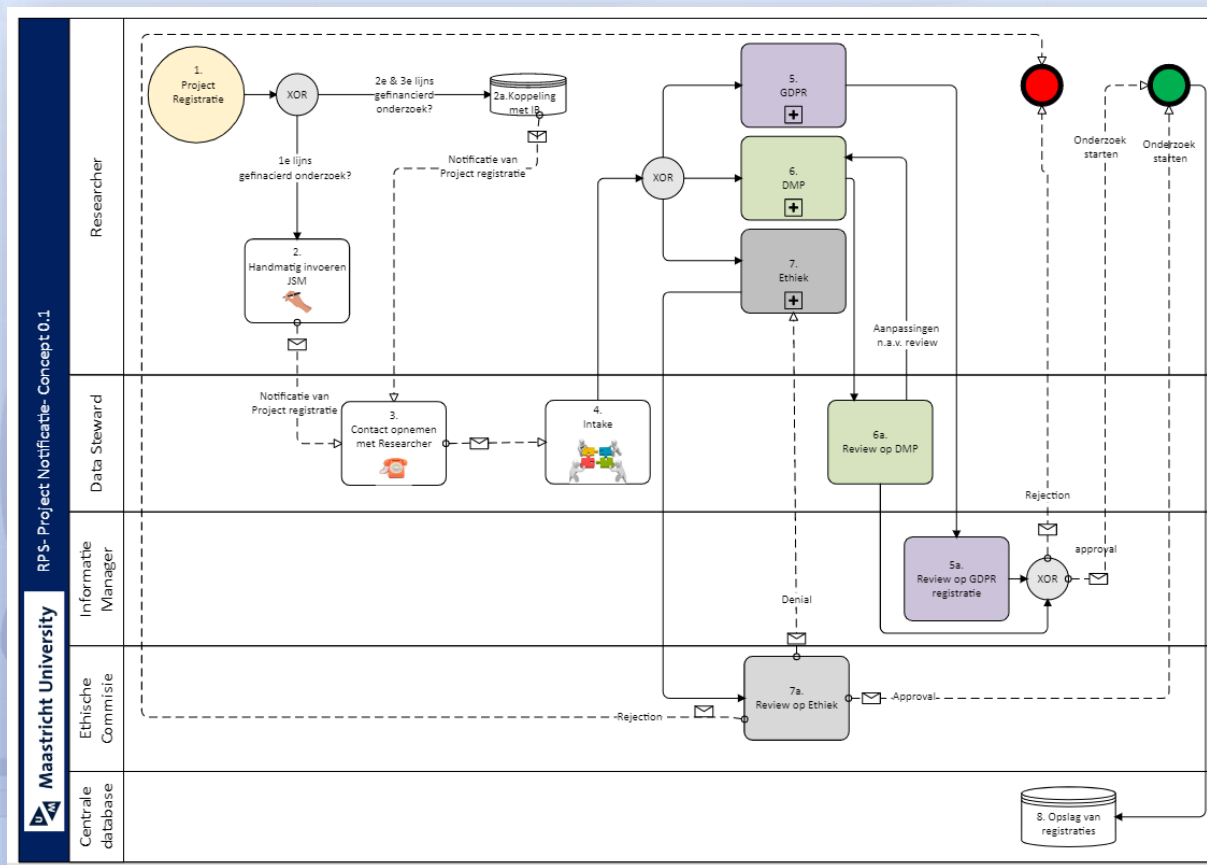 RPS- Project Notificatie- Concept 0.1
UM
Maastricht University
Researcher
Data Steward
Informatie
Manager
Ethische
Commisie
Centrale
database
1.
Project
Registratie
XOR
2e & 3e lijns
gefinancierd
onderzoek?
2a.Koppeling
met IB
1e lijns
gefinacierd onderzoek?
Notificatie van
Project registratie
2.
Handmatig invoeren
JSM
XOR
5.
GDPR
6.
DMP
7.
Ethiek
Aanpassingen
n.a.v. review
Onderzoek
starten
Onderzoek
starten
Notificatie van
Project registratie
3.
Contact opnemen
met Researcher
4.
Intake
6a.
Review op DMP
Rejection
5a.
Review op GDPR
registratie
XOR
approval
Denial
7a.
Review op Ethiek
Approval
Rejection
8. Opslag van
registraties